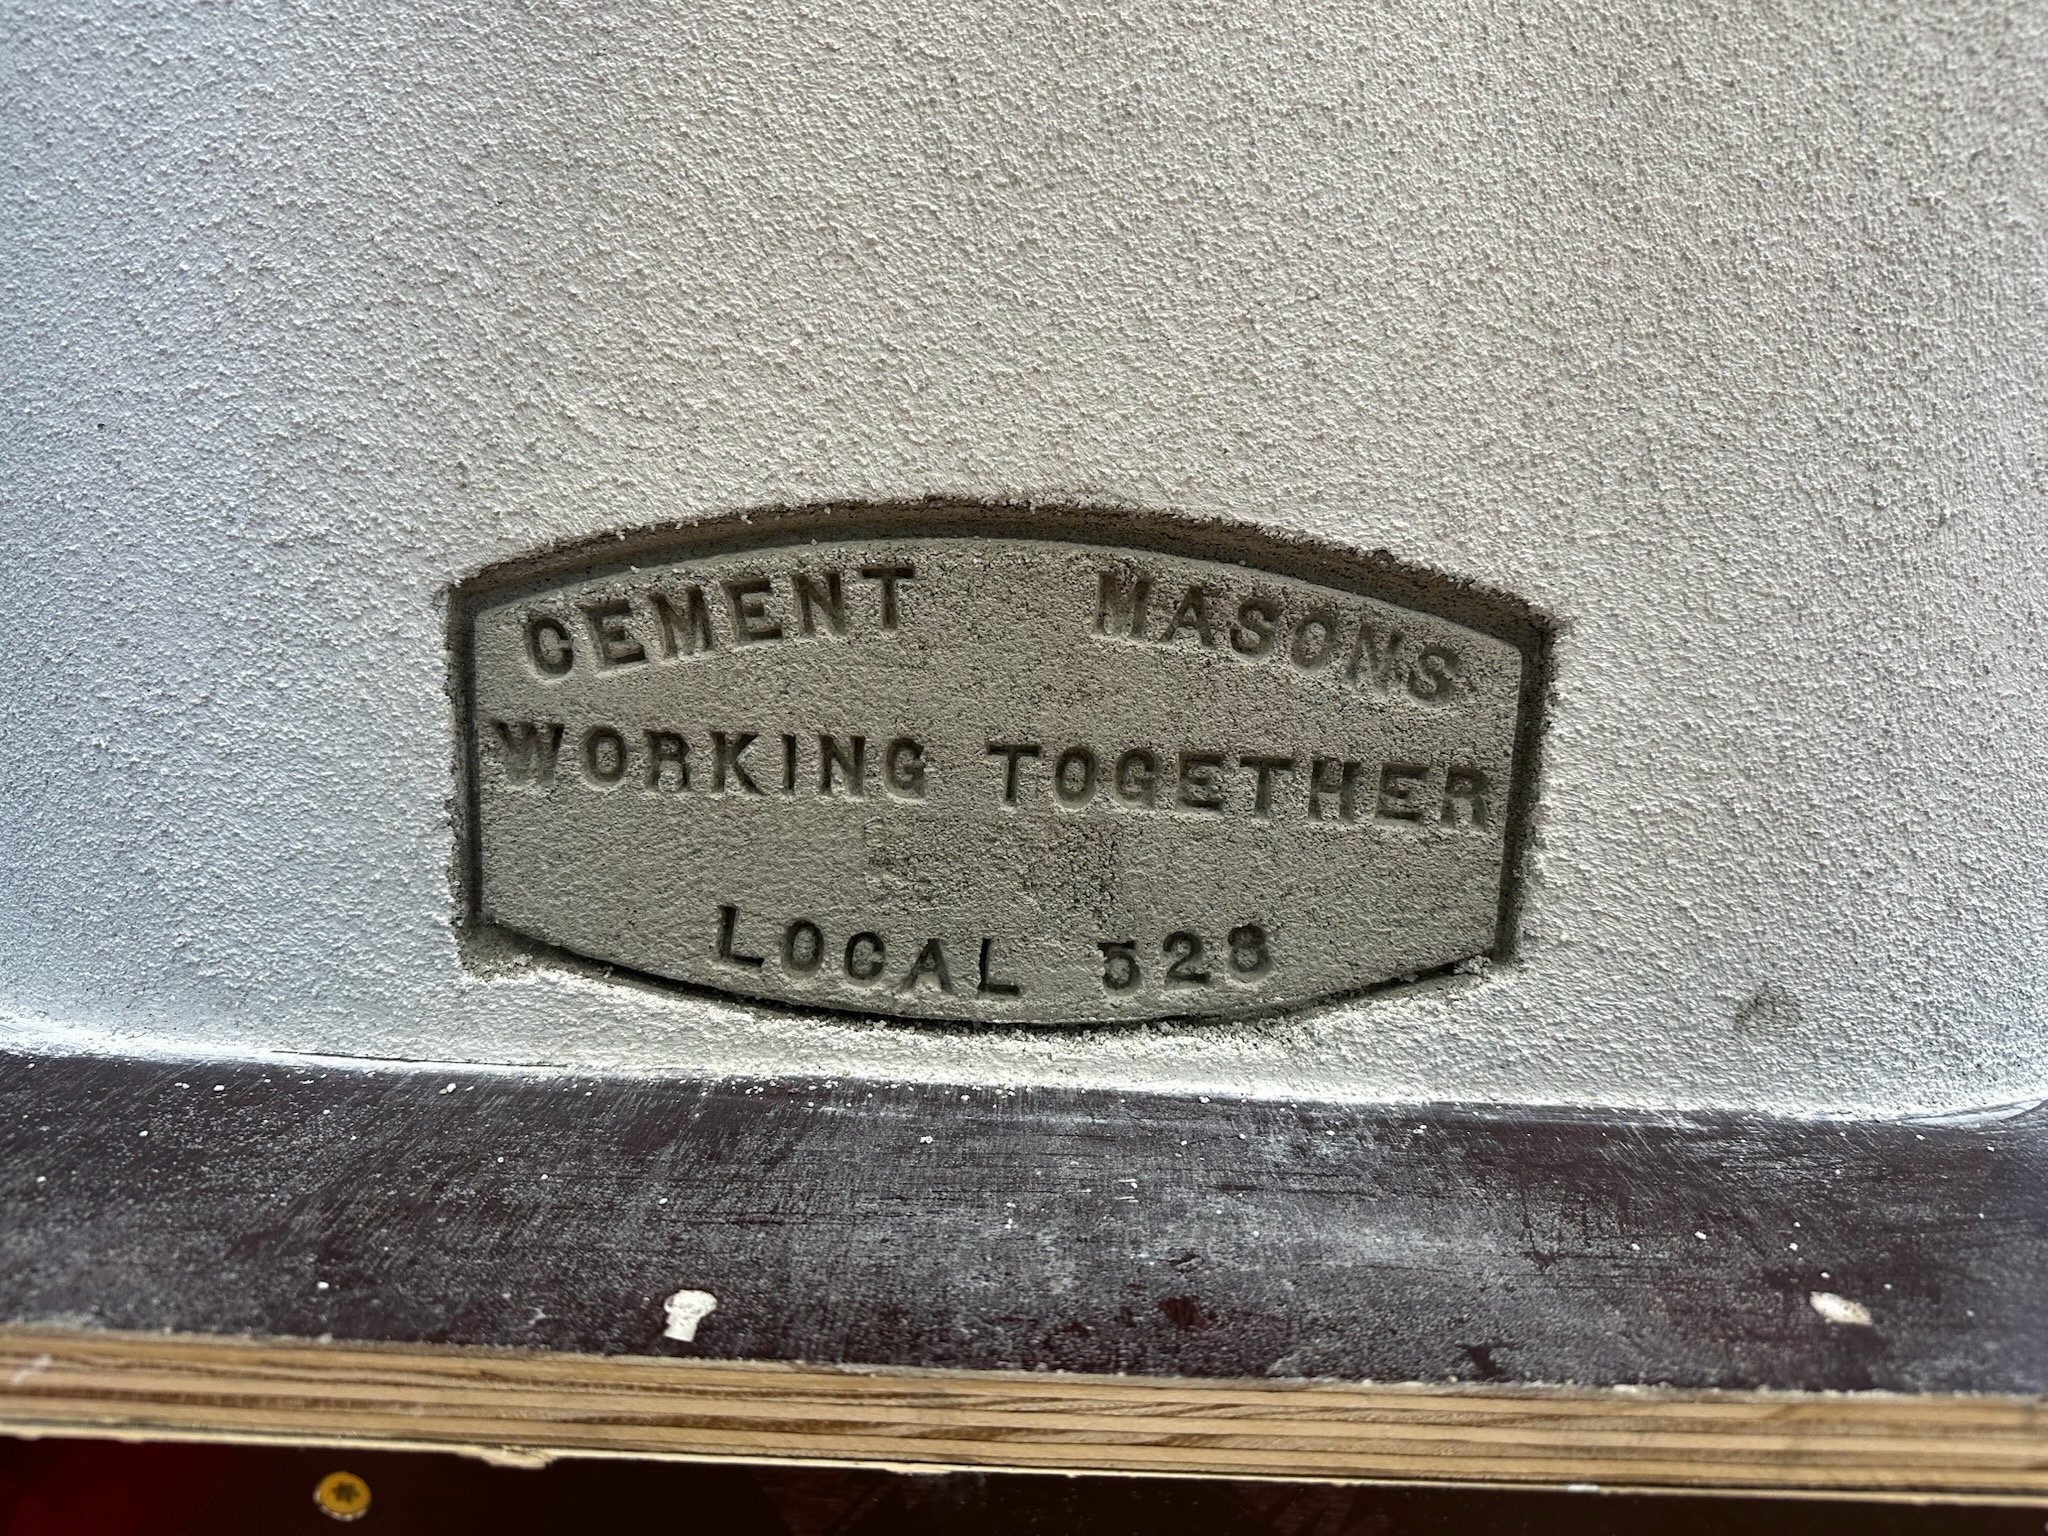 CEMENT MASONS
WORKING TOGETHER
LOCAL 528